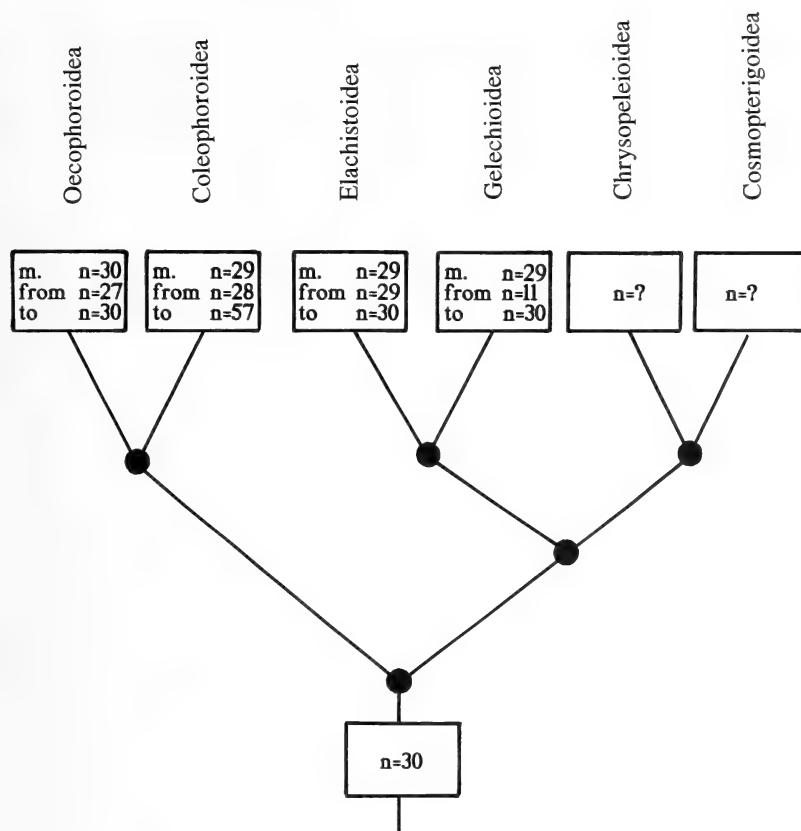 Oecophoroidea
Coleophoroidea
Elachistoidea
Gelechioidea
Chrysopeleioidea
Cosmopterigoidea
m. n=30
from n=27
to n=30
m. n=29
from n=28
to n=57
m. n=29
from n=29
to n=30
m. n=29
from n=11
to n=30
n=?
n=?
n=30